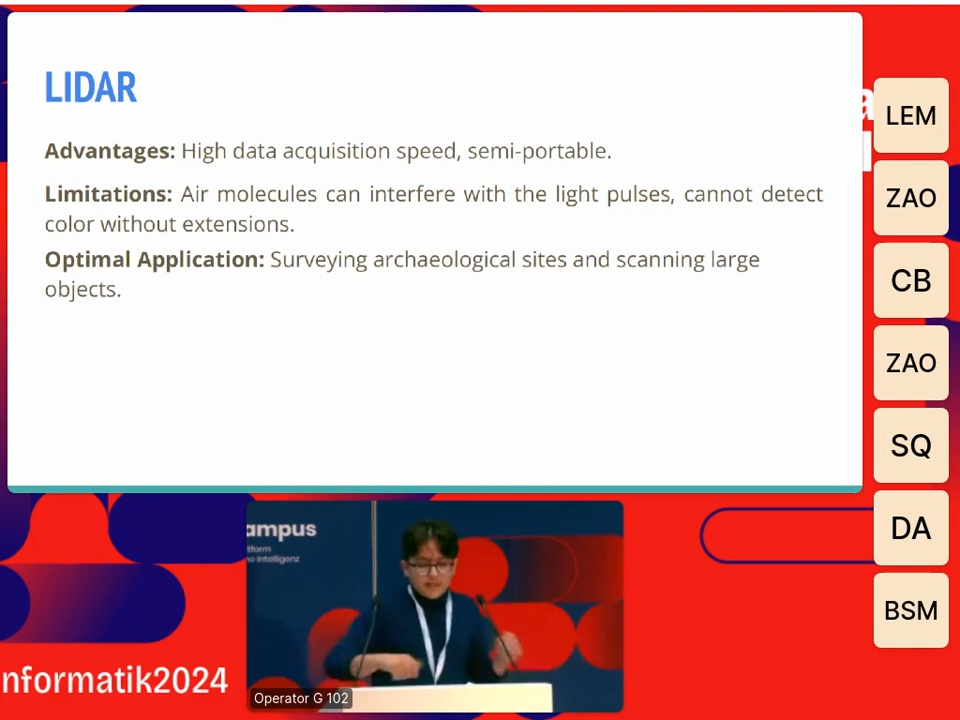 LIDAR
Advantages: High data acquisition speed, semi-portable.
Limitations: Air molecules can interfere with the light pulses, cannot detect
color without extensions.
Optimal Application: Surveying archaeological sites and scanning large
objects.
LEM
ZAO
CB
ZAO
SQ
DA
BSM
ampus
tform
he Intelligenz
Operator G 102
nformatik2024